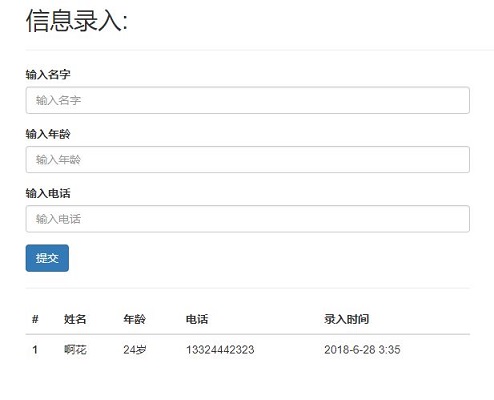 信息录入:
输入名字
输入名字
输入年龄
输入年龄
输入电话
输入电话
提交
# 姓名 年龄 电话 录入时间
1 啊花 24岁 13324442323 2018-6-28 3:35